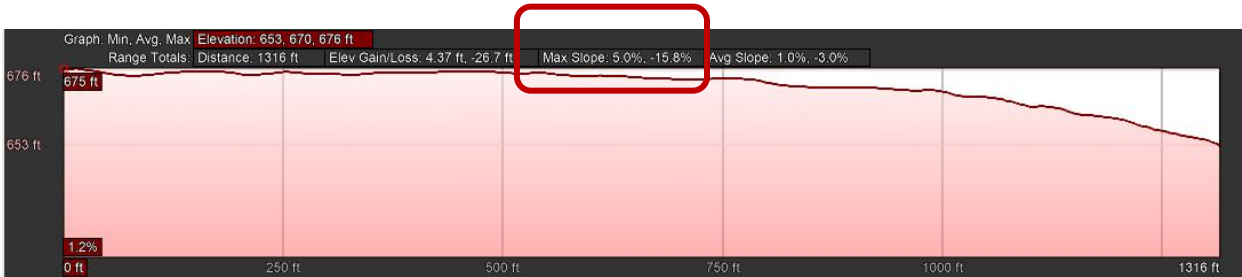 Graph: Min, Avg, Max Elevation: 653, 670, 676 ft
Range Totals: Distance: 1316 ft Elev Gain/Loss: 4.37 ft, -26.7 ft Max Slope: 5.0%, -15.8% Avg Slope: 1.0%, -3.0%
676 ft
675 ft
653 ft
1.2%
0 ft 250 ft 500 ft 750 ft 1000 ft 1316 ft